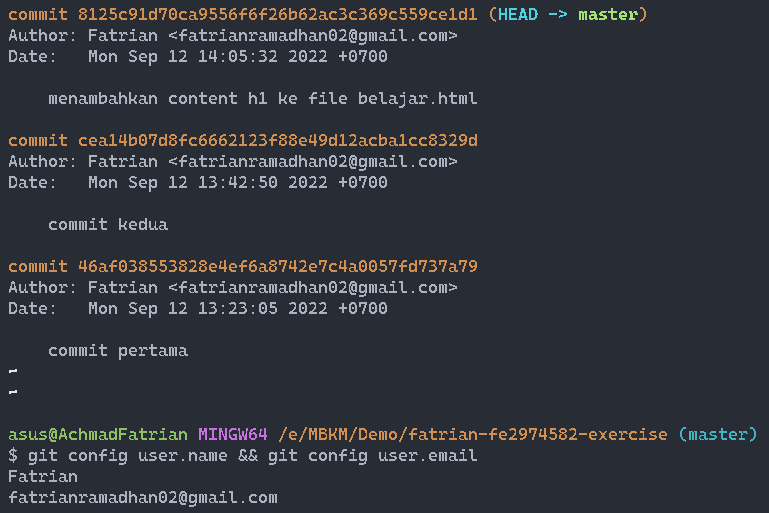 commit 8125c91d70ca9556f6f26b62ac3c369c559ce1d1 (HEAD -> master)
Author: Fatrian <fatrianramadhan02@gmail.com>
Date:   Mon Sep 12 14:05:32 2022 +0700
    menambahkan content h1 ke file belajar.html
commit cea14b07d8fc6662123f88e49d12acba1cc8329d
Author: Fatrian <fatrianramadhan02@gmail.com>
Date:   Mon Sep 12 13:42:50 2022 +0700
    commit kedua
commit 46af038553828e4ef6a8742e7c4a0057fd737a79
Author: Fatrian <fatrianramadhan02@gmail.com>
Date:   Mon Sep 12 13:23:05 2022 +0700
    commit pertama
~
~
asus@AchmadFatrian MINGW64 /e/MBKM/Demo/fatrian-fe2974582-exercise (master)
$ git config user.name && git config user.email
Fatrian
fatrianramadhan02@gmail.com